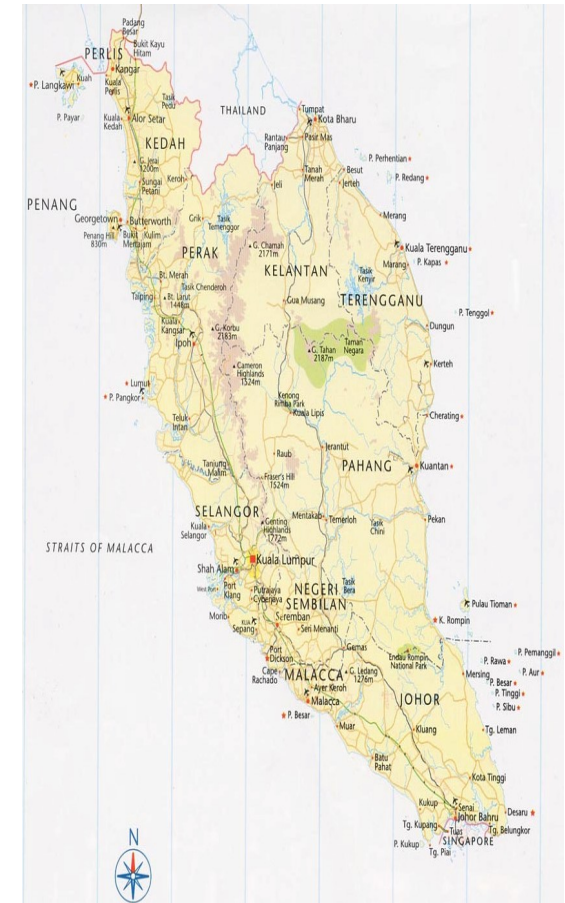 Padang
Besar
Bukit Kayu
Hitam
PERLIS
Kangar
Kuah
P. Langkawi
Kuala
Perlis
P. Payar
Tasik
Pedu
Kuala
Kedah
Alor Setar
KEDAH
THAILAND
Tumpat
Kota Bharu
Rantau
Panjang
Pasir Mas
Tanah
Merah
Besut
Jerteh
P. Perhentian
P. Redang
G. Jerai
1200m
Sungai
Petani
Keroh
Jeli
PENANG
Georgetown
Butterworth
Penang Hill
830m
Bukit
Mertajam
Kulim
Grik
Tasik
Temenggor
Merang
PERAK
G. Chamah
2171m
KELANTAN
Kuala Terengganu
Marang
P. Kapas
Tasik
Kenyir
TERENGGANU
Bt. Merah
Tasik Chenderoh
Taiping
Bt. Larut
1448m
Gua Musang
P. Tenggol
Kuala
Kangsar
G. Korbu
2183m
Ipoh
Dungun
G. Tahan
2187m
Taman
Negara
Kerteh
Cameron
Highlands
1524m
Lumut
P. Pangkor
Kenong
Rimba Park
Kuala Lipis
Teluk
Intan
Cherating
Jerantut
Raub
PAHANG
Kuantan
Tanjung
Malim
Fraser's Hill
1524m
SELANGOR
Kuala
Selangor
Genting
Highlands
1772m
Mentakab
Temerloh
Tasik
Chini
Pekan
STRAITS OF MALACCA
Kuala Lumpur
Shah Alam
West Port
Port
Klang
Putrajaya
Cyberjaya
NEGERI
SEMBILAN
Tasik
Bera
Pulau Tioman
Morib
KLIA
Sepang
Seremban
Seri Menanti
K. Rompin
Port
Dickson
Gemas
Endau Rompin
National Park
P. Pemanggil
P. Rawa
Cape
Rachado
MALACCA
G. Ledang
1276m
Mersing
P. Aur
P. Besar
Ayer Keroh
Malacca
JOHOR
P. Tinggi
P. Sibu
P. Besar
Muar
Kluang
Tg. Leman
Batu
Pahat
Kota Tinggi
Kukup
Senai
Johor Bahru
Desaru
Tg. Kupang
Tuas
Tg. Belungkor
P. Kukup
SINGAPORE
Tg. Piai
N